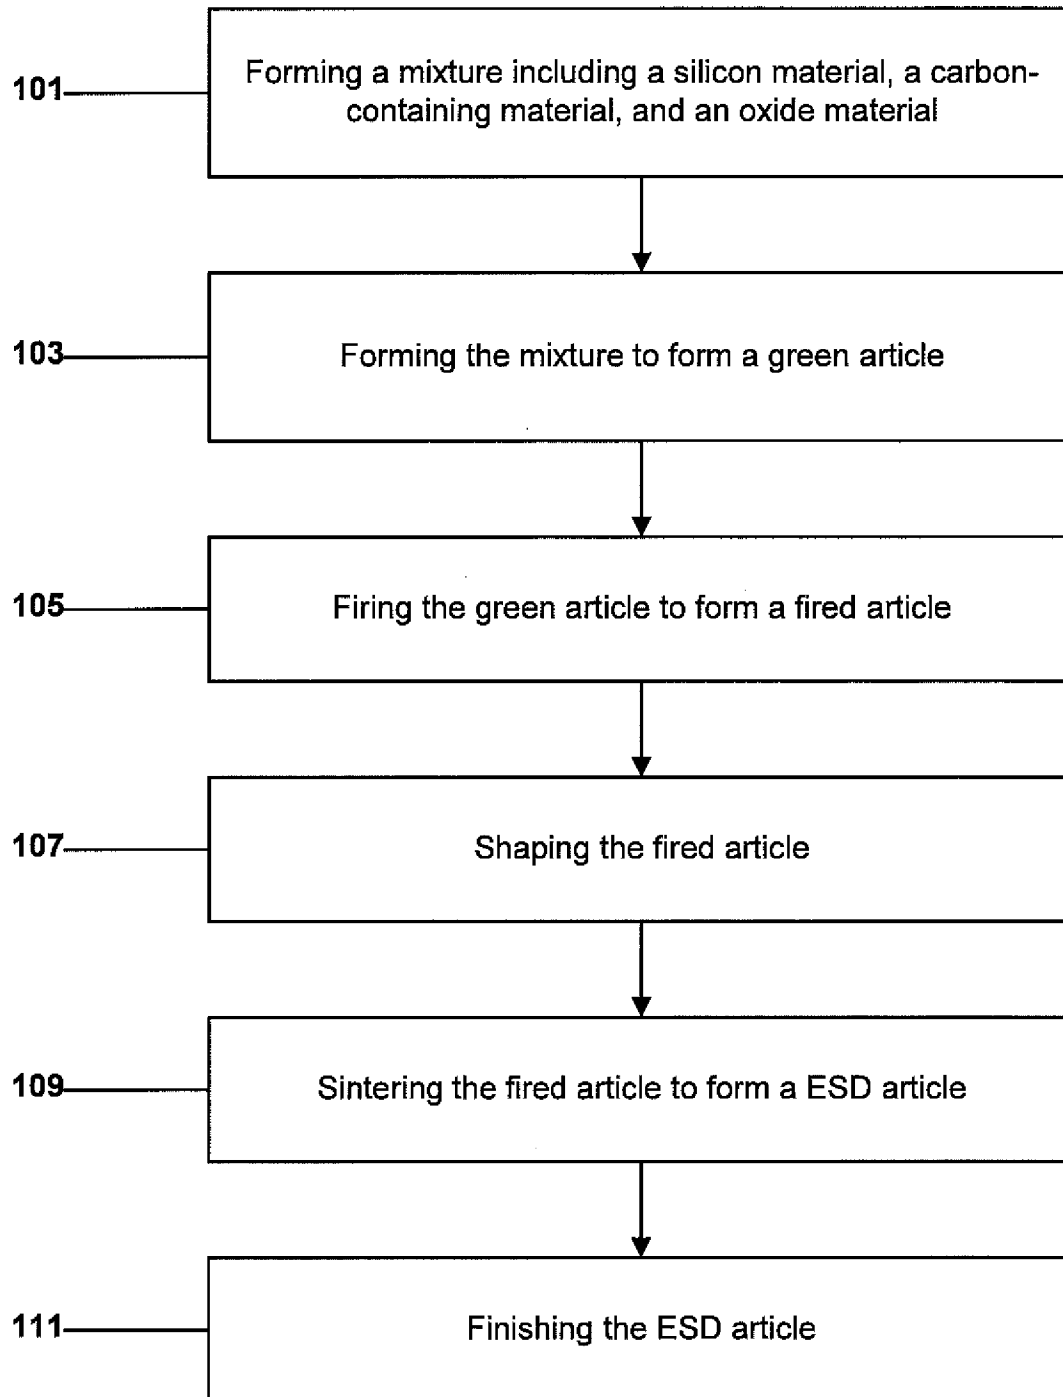 101
Forming a mixture including a silicon material, a carbon-
containing material, and an oxide material
103
Forming the mixture to form a green article
105
Firing the green article to form a fired article
107
Shaping the fired article
109
Sintering the fired article to form a ESD article
111
Finishing the ESD article